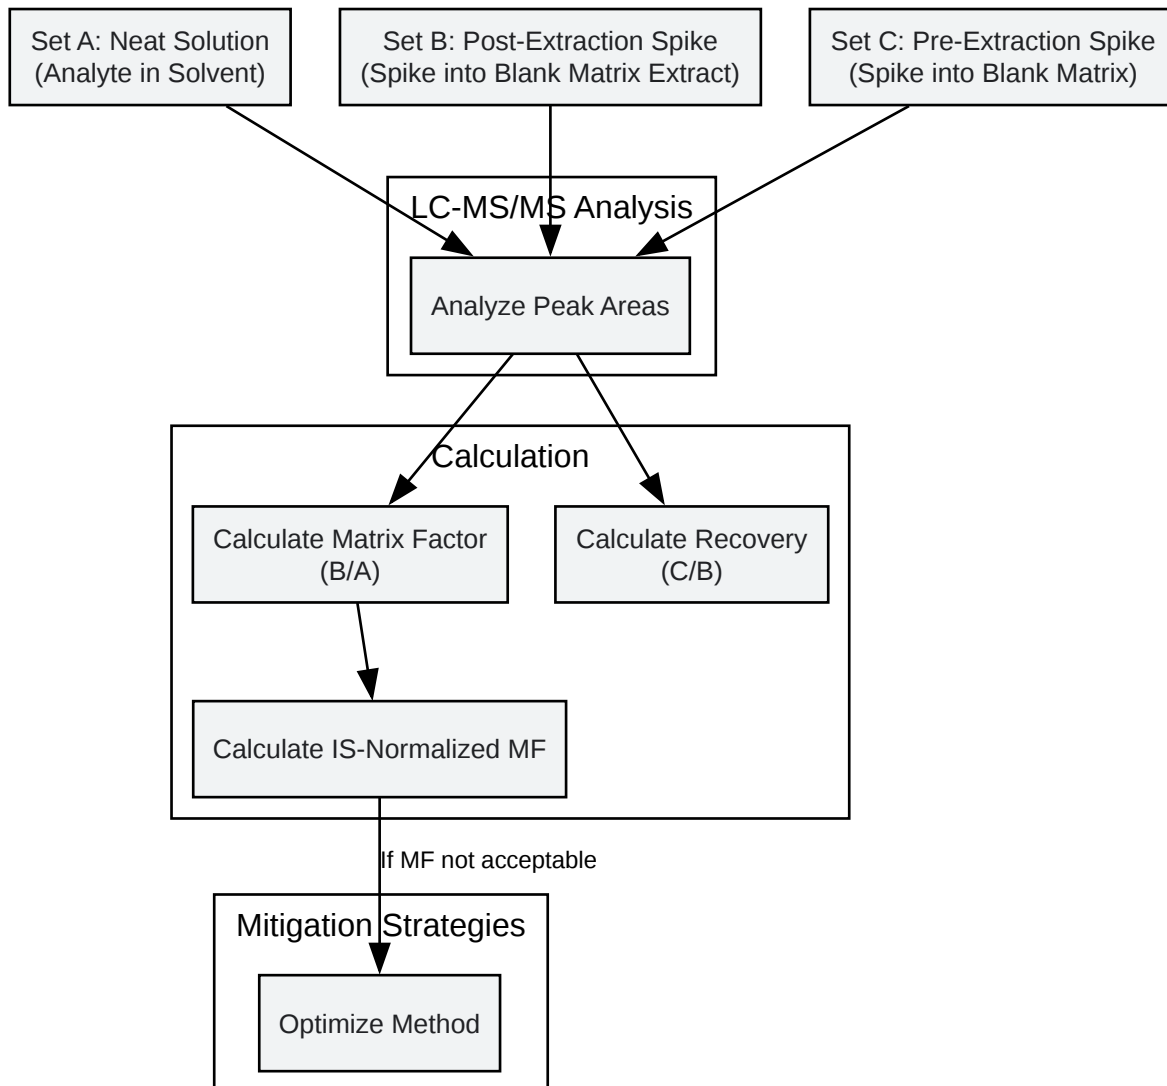 Set A: Neat Solution
(Analyte in Solvent)
Set B: Post-Extraction Spike
(Spike into Blank Matrix Extract)
Set C: Pre-Extraction Spike
(Spike into Blank Matrix)
LC-MS/MS Analysis
Analyze Peak Areas
Calculation
Calculate Matrix Factor
(B/A)
Calculate Recovery
(C/B)
Calculate IS-Normalized MF
If MF not acceptable
Mitigation Strategies
Optimize Method